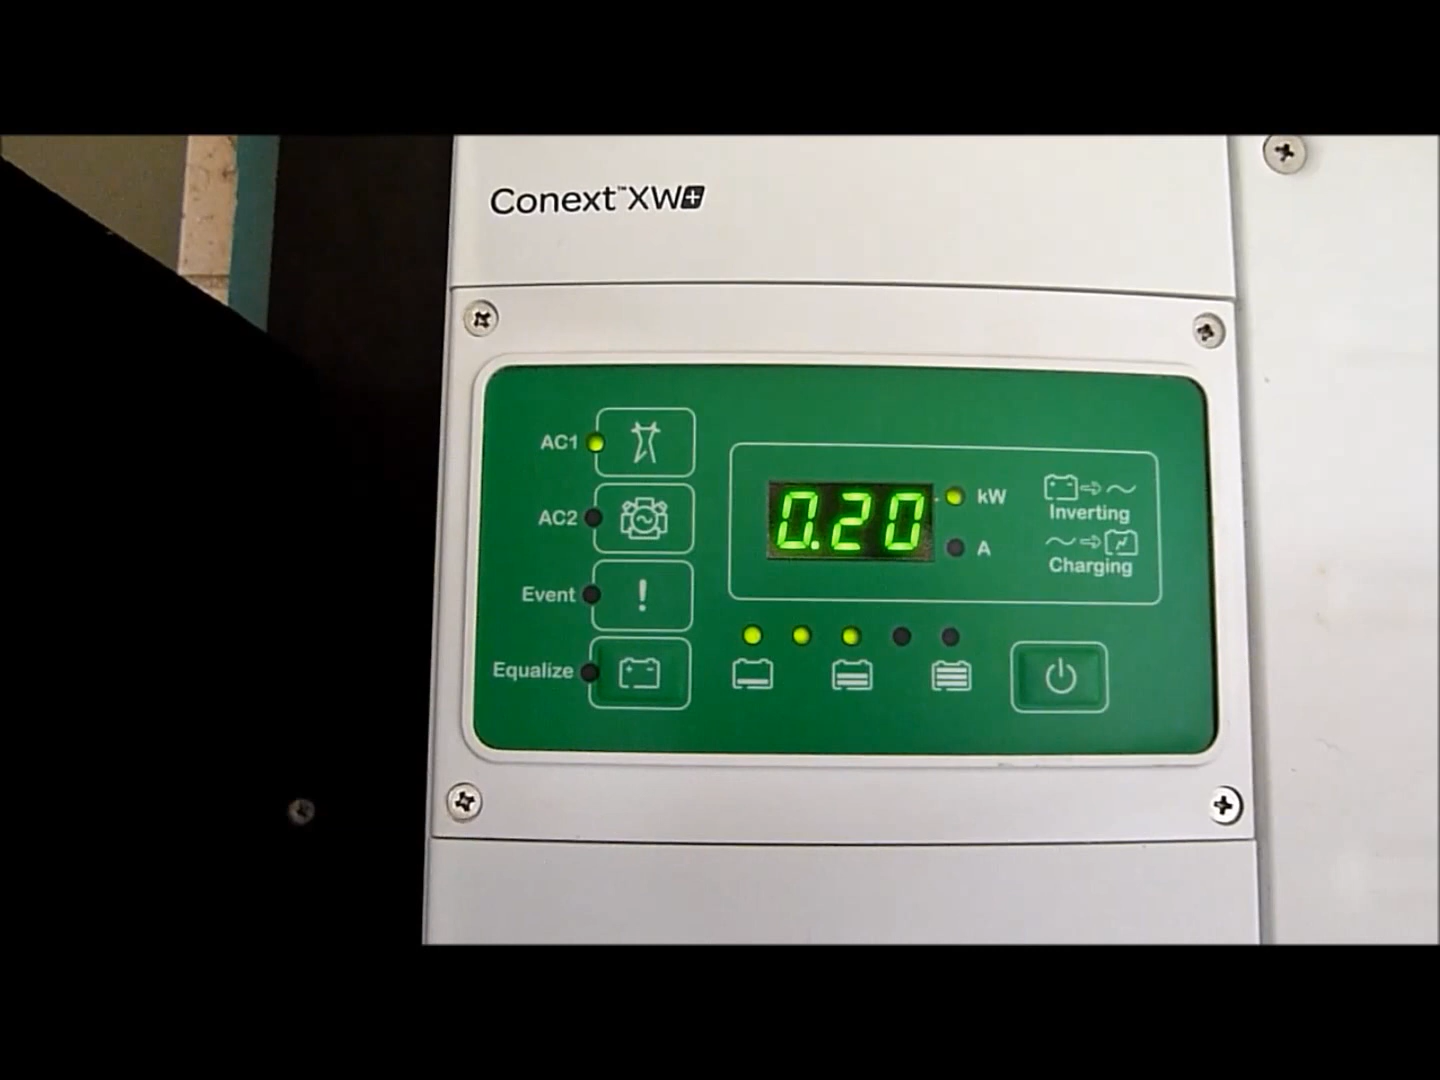 Conext™XW+
AC1
AC2
Event
Equalize
0.20
kW
A
Inverting
Charging